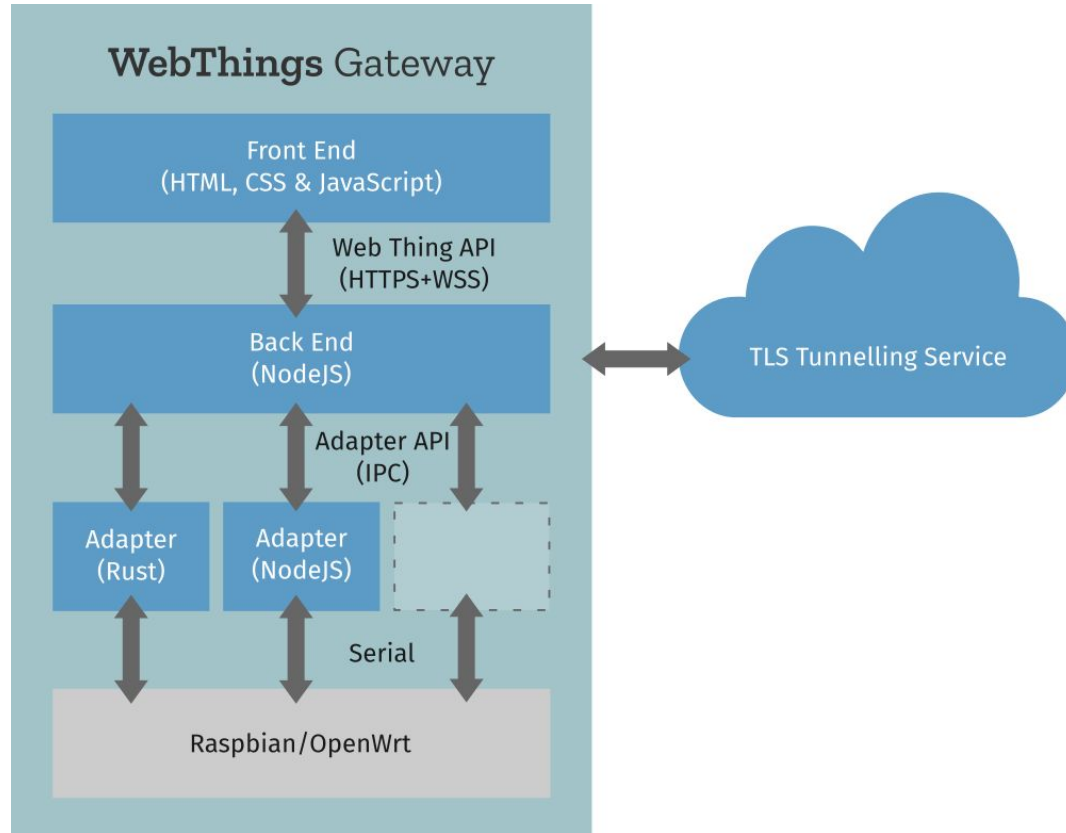 WebThings Gateway
Front End
(HTML, CSS & JavaScript)
Web Thing API
(HTTPS+WSS)
Back End
(NodeJS)
TLS Tunnelling Service
Adapter API
(IPC)
Adapter
(Rust)
Adapter
(NodeJS)
Serial
Raspbian/OpenWrt